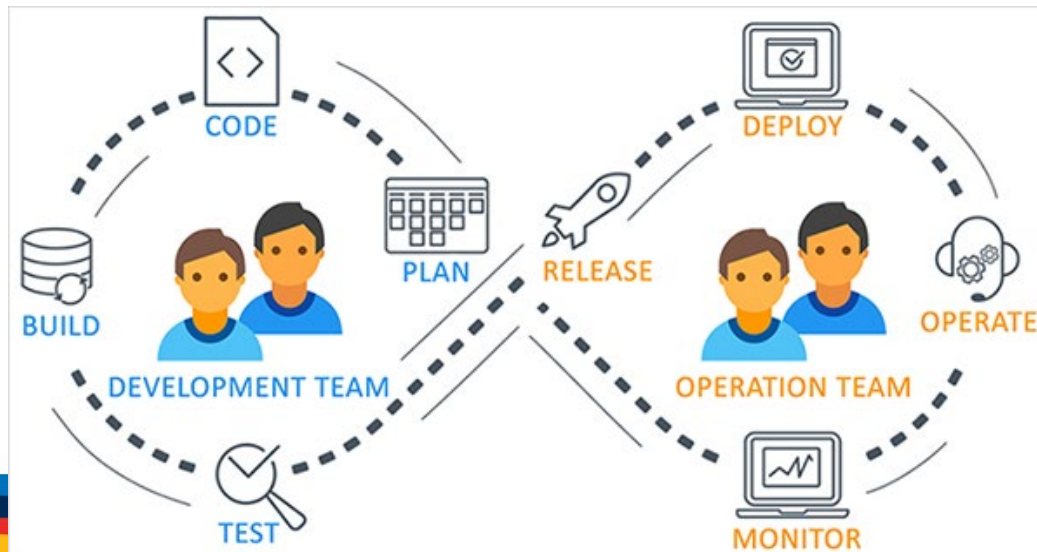 CODE
DEPLOY
PLAN
RELEASE
BUILD
OPERATE
DEVELOPMENT TEAM
OPERATION TEAM
TEST
MONITOR